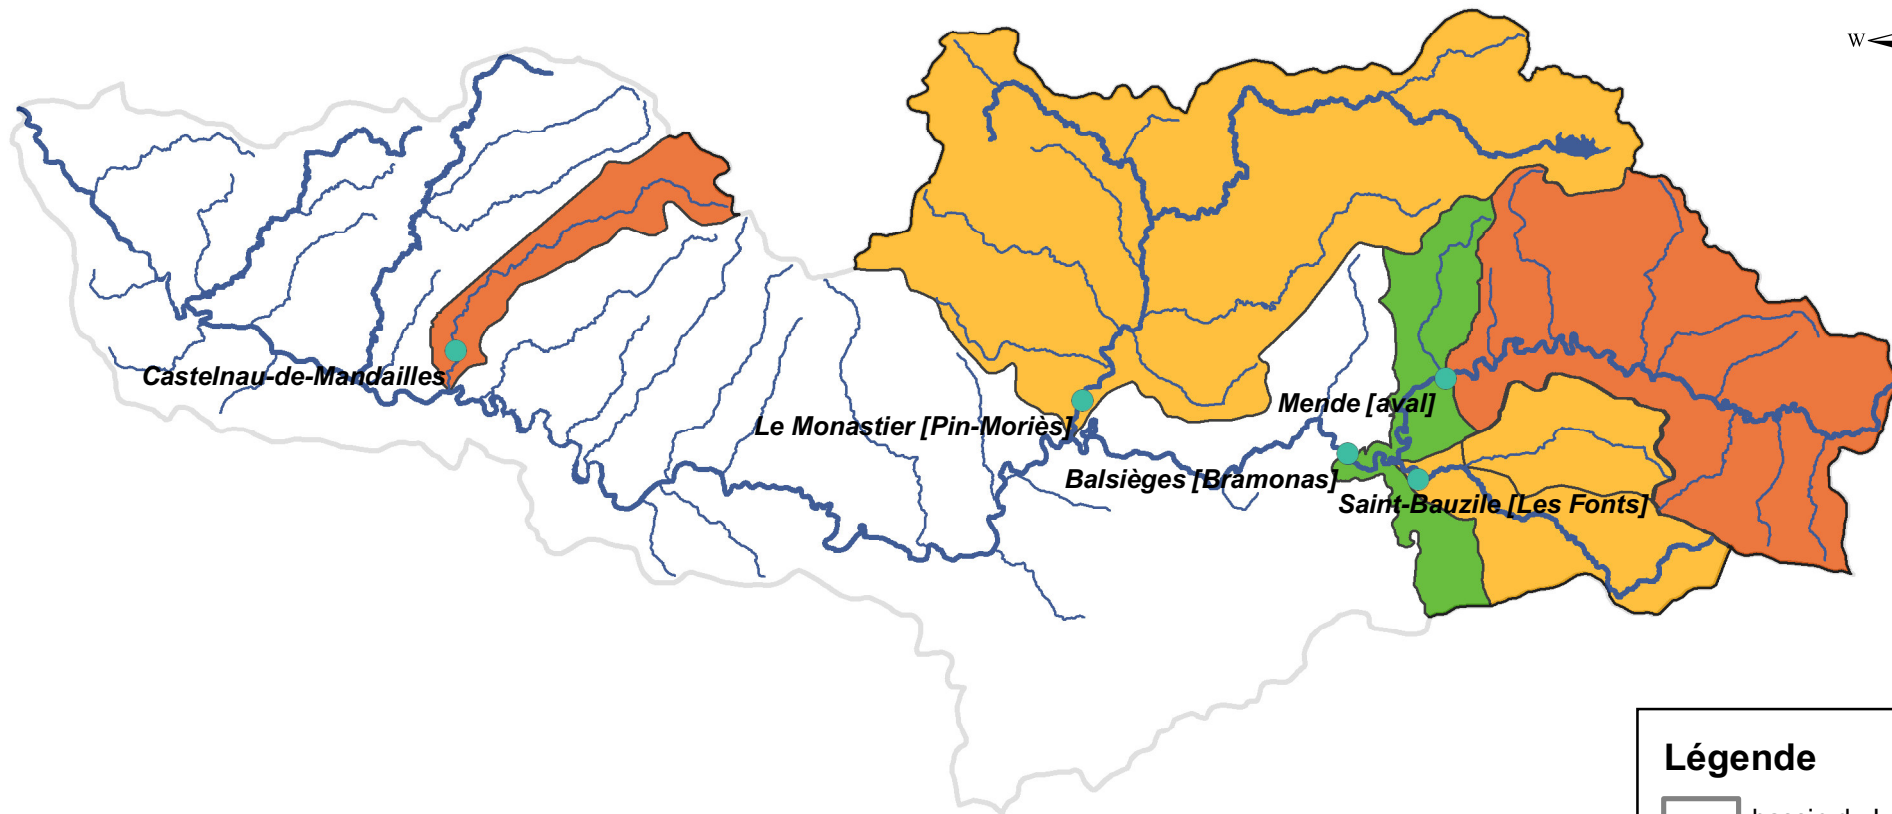 W
Castelnau-de-Mandailles
Le Monastier [Pin-Moriès]
Mende [aval]
Balsièges [Bramonas]
Saint-Bauzile [Les Fonts]
Légende